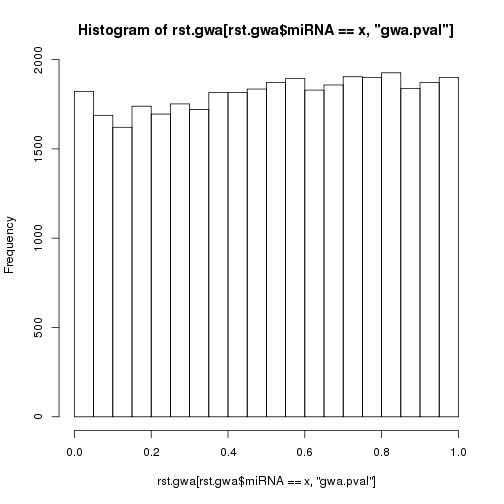 Histogram of rst.gwa[rst.gwa$miRNA == x, "gwa.pval"]
Frequency
2000
1500
1000
500
0
0.0 0.2 0.4 0.6 0.8 1.0
rst.gwa[rst.gwa$miRNA == x, "gwa.pval"]